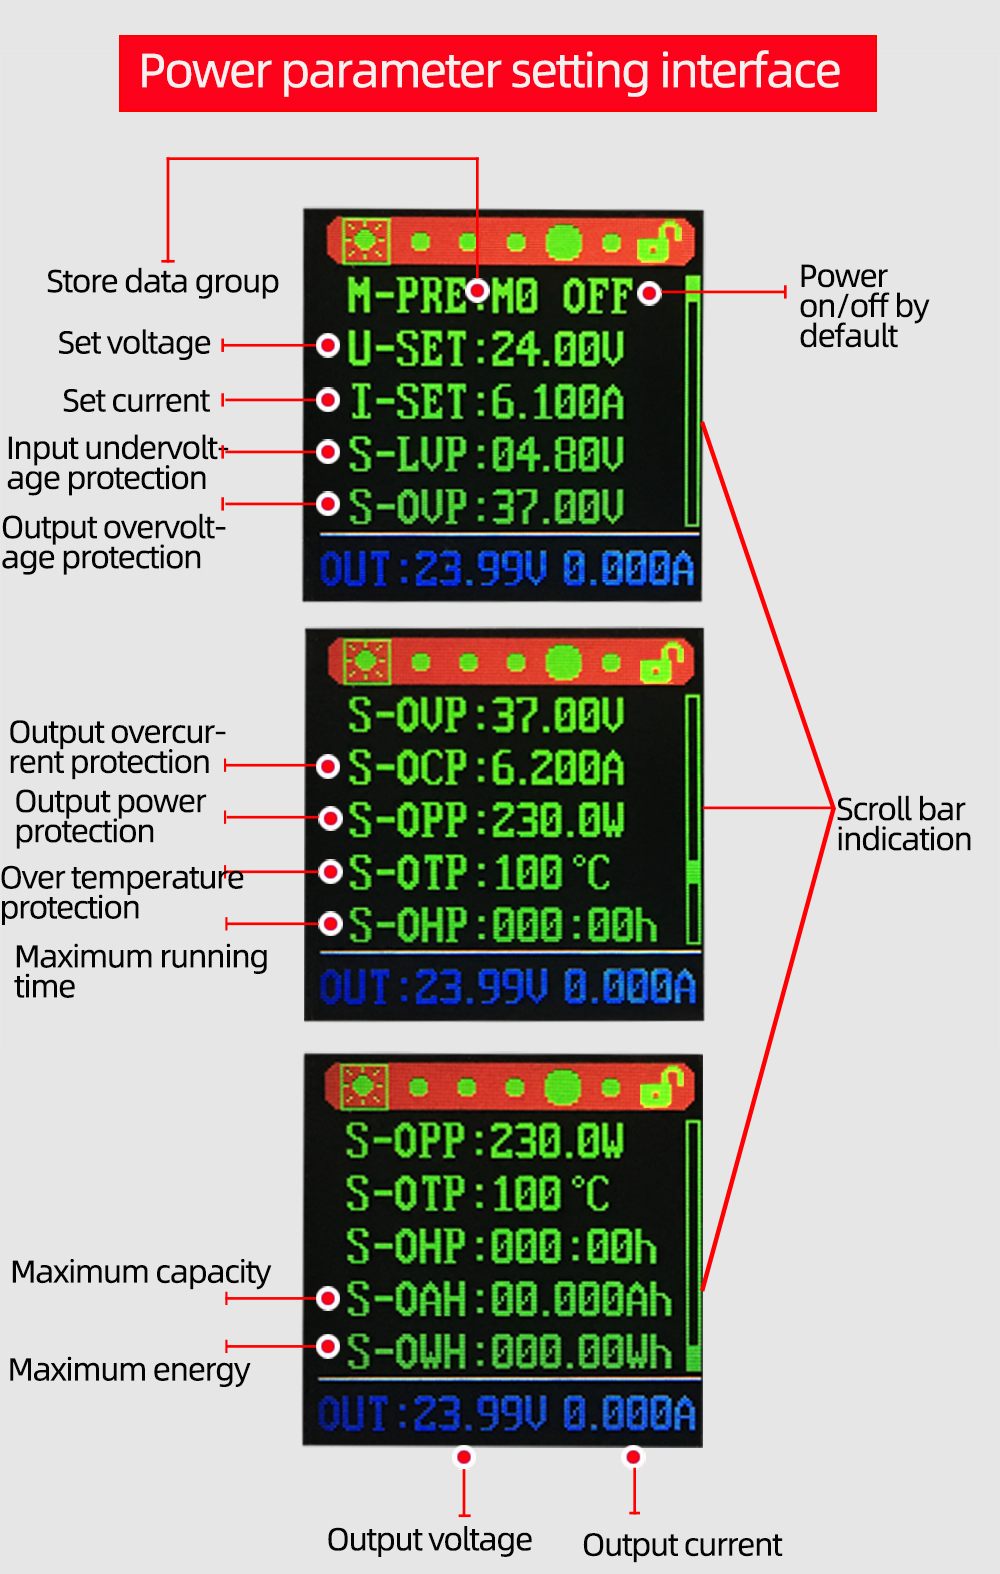 Power parameter setting interface
Store data group
M-PRE:M0 OFF
Power
on/off by
default
Set voltage
U-SET:24.00V
Set current
I-SET:6.100A
Input undervolt-
age protection
S-LVP:04.80V
Output overvolt-
age protection
S-OVP:37.00V
OUT:23.99V 0.000A
S-OVP:37.00V
Output overcur-
rent protection
S-OCP:6.200A
Output power
protection
S-OPP:230.0W
Over temperature
protection
S-OTP:100 °C
Maximum running
time
S-OHP:000:00h
OUT:23.99V 0.000A
Scroll bar
indication
S-OPP:230.0W
S-OTP:100 °C
S-OHP:000:00h
Maximum capacity
S-OAH:00.000Ah
Maximum energy
S-OWH:000.00Wh
OUT:23.99V 0.000A
Output voltage
Output current